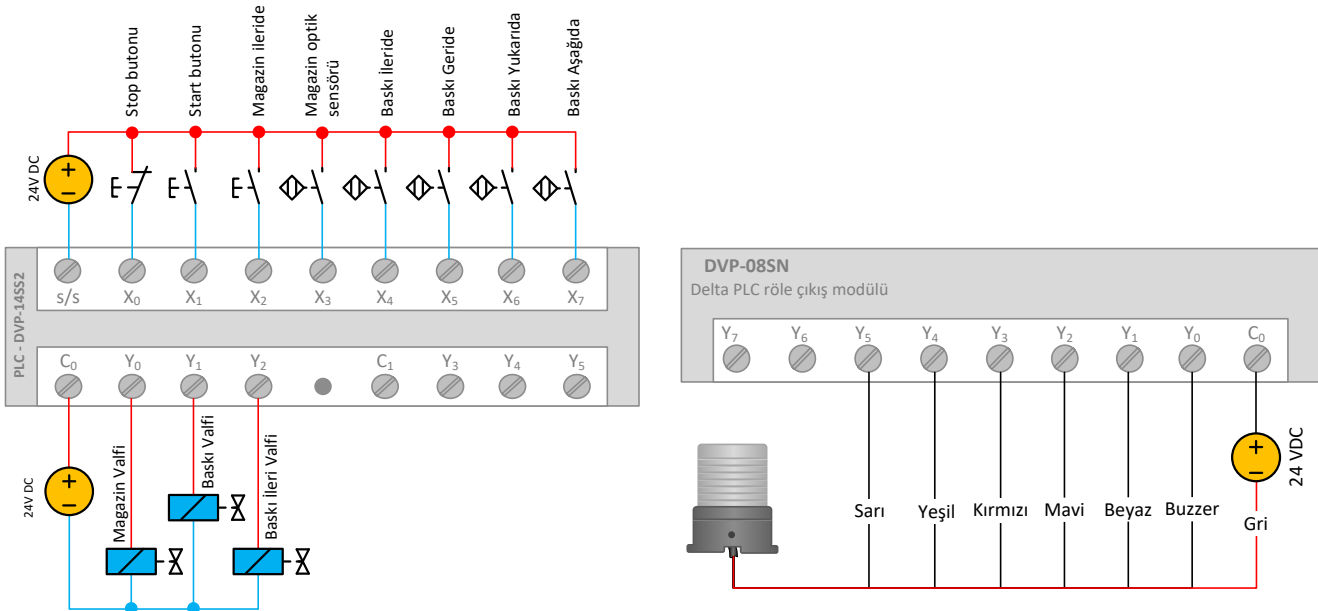 Stop butonu
Start butonu
Magazin ileride
Magazin optik
sensörü
Baskı İleride
Baskı Geride
Baskı Yukarıda
Baskı Aşağıda
24V DC
+
−
PLC - DVP-14SS2
s/s
X0
X1
X2
X3
X4
X5
X6
X7
C0
Y0
Y1
Y2
C1
Y3
Y4
Y5
24V DC
+
−
Magazin Valfi
Baskı Valfi
Baskı İleri Valfi
DVP-08SN
Delta PLC röle çıkış modülü
Y7
Y6
Y5
Y4
Y3
Y2
Y1
Y0
C0
+
−
24 VDC
Sarı
Yeşil
Kırmızı
Mavi
Beyaz
Buzzer
Gri